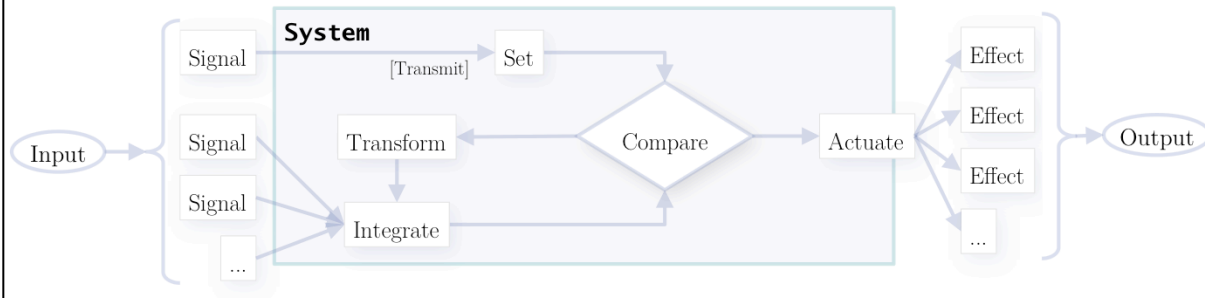 System
Signal
[Transmit]
Set
Effect
Signal
Transform
Compare
Actuate
Effect
Input
Output
Signal
Integrate
Effect
...
...